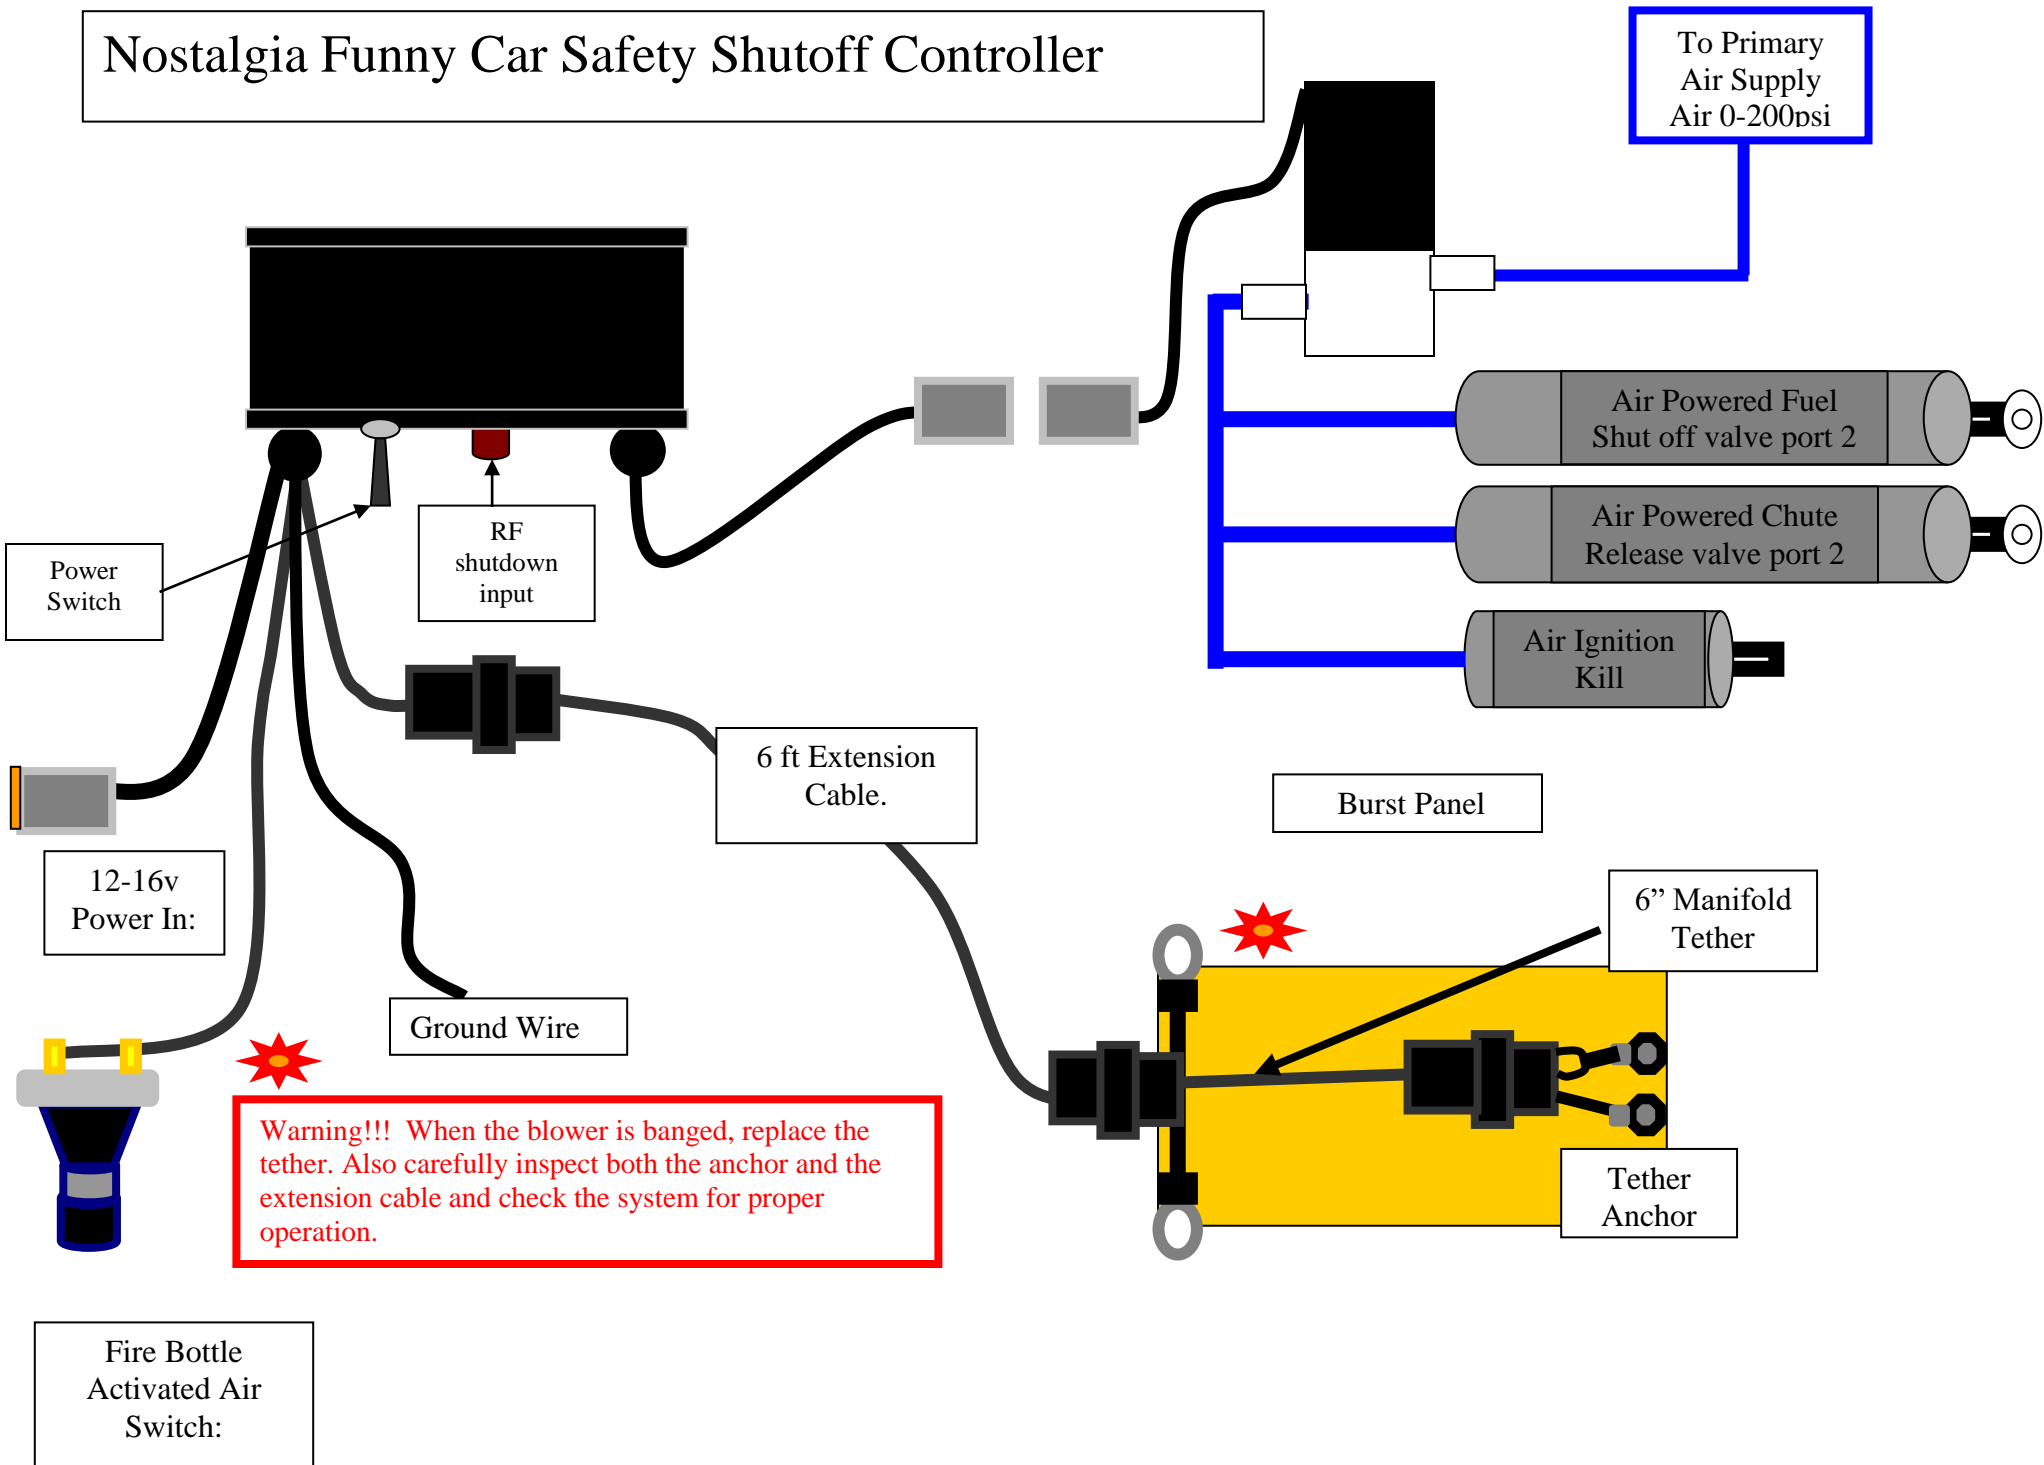 Nostalgia Funny Car Safety Shutoff Controller
To Primary
Air Supply
Air 0-200psi
Air Powered Fuel
Shut off valve port 2
Air Powered Chute
Release valve port 2
Air Ignition
Kill
Power
Switch
RF
shutdown
input
6 ft Extension
Cable.
Burst Panel
12-16v
Power In:
6” Manifold
Tether
Ground Wire
Warning!!! When the blower is banged, replace the
tether. Also carefully inspect both the anchor and the
extension cable and check the system for proper
operation.
Tether
Anchor
Fire Bottle
Activated Air
Switch: